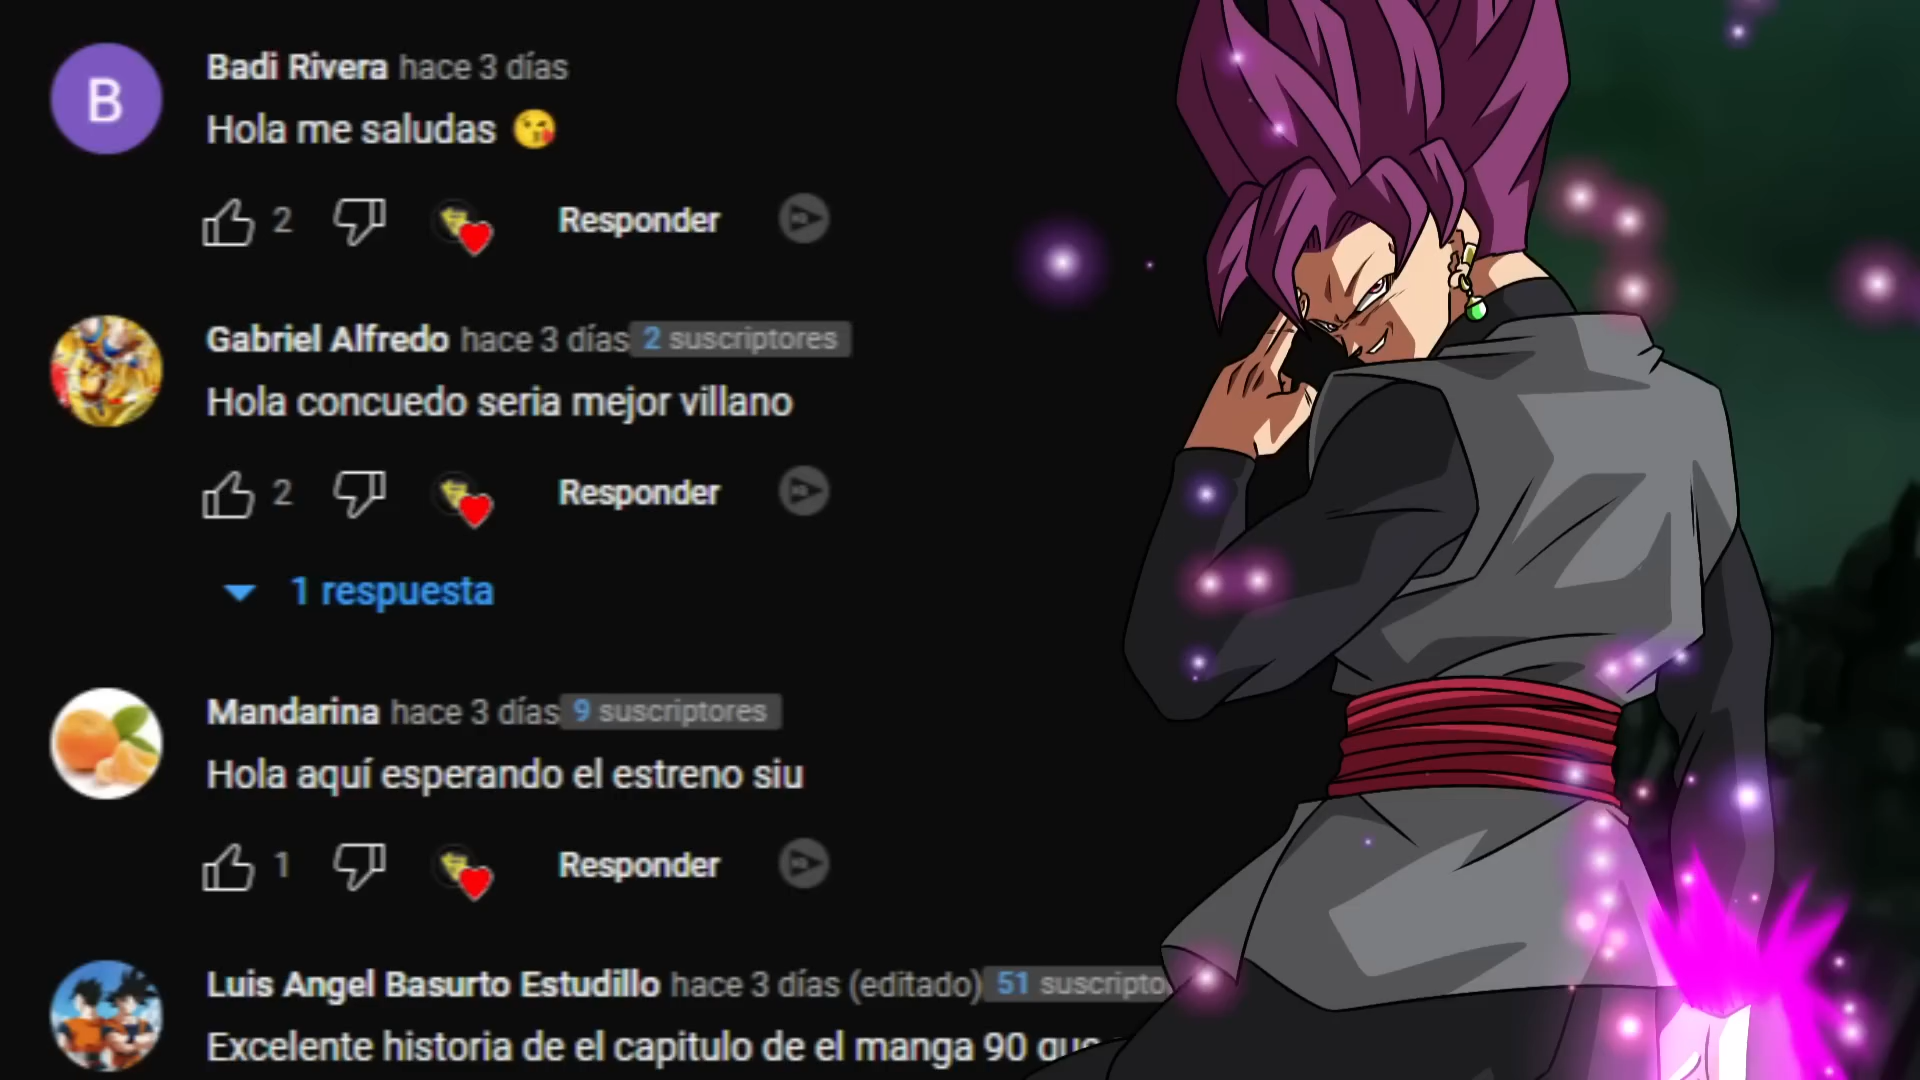 B
Badi Rivera hace 3 días
Hola me saludas 😘
2 Responder
Gabriel Alfredo hace 3 días 2 suscriptores
Hola concuedo seria mejor villano
2 Responder
1 respuesta
Mandarina hace 3 días 9 suscriptores
Hola aquí esperando el estreno siu
1 Responder
Luis Angel Basurto Estudillo hace 3 días (editado) 51
Excelente historia de el capitulo de el manga 90